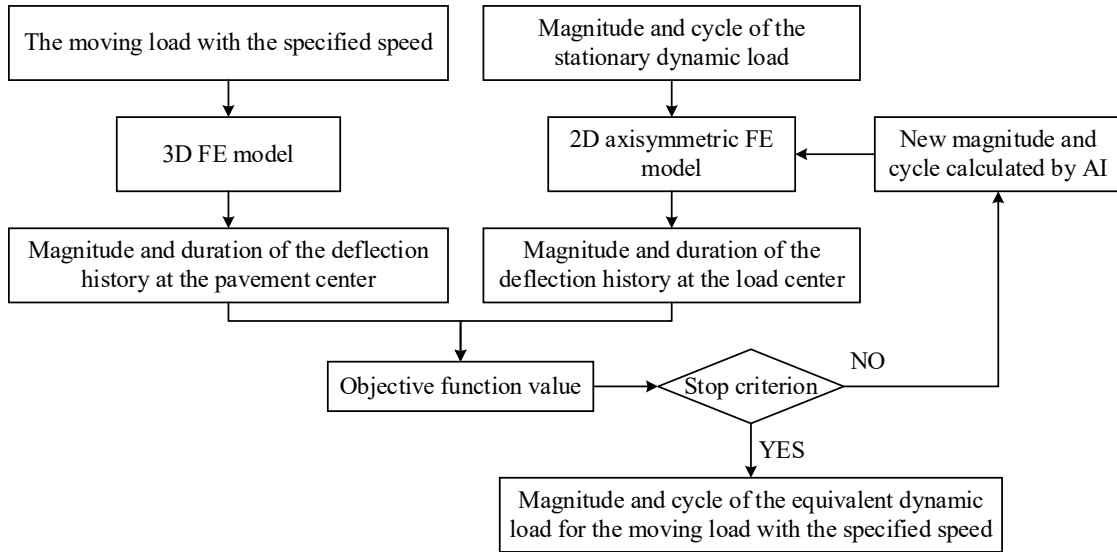 The moving load with the specified speed
Magnitude and cycle of the
stationary dynamic load
3D FE model
2D axisymmetric FE
model
New magnitude and
cycle calculated by AI
Magnitude and duration of the deflection
history at the pavement center
Magnitude and duration of the
deflection history at the load center
Objective function value
Stop criterion
NO
YES
Magnitude and cycle of the equivalent dynamic
load for the moving load with the specified speed